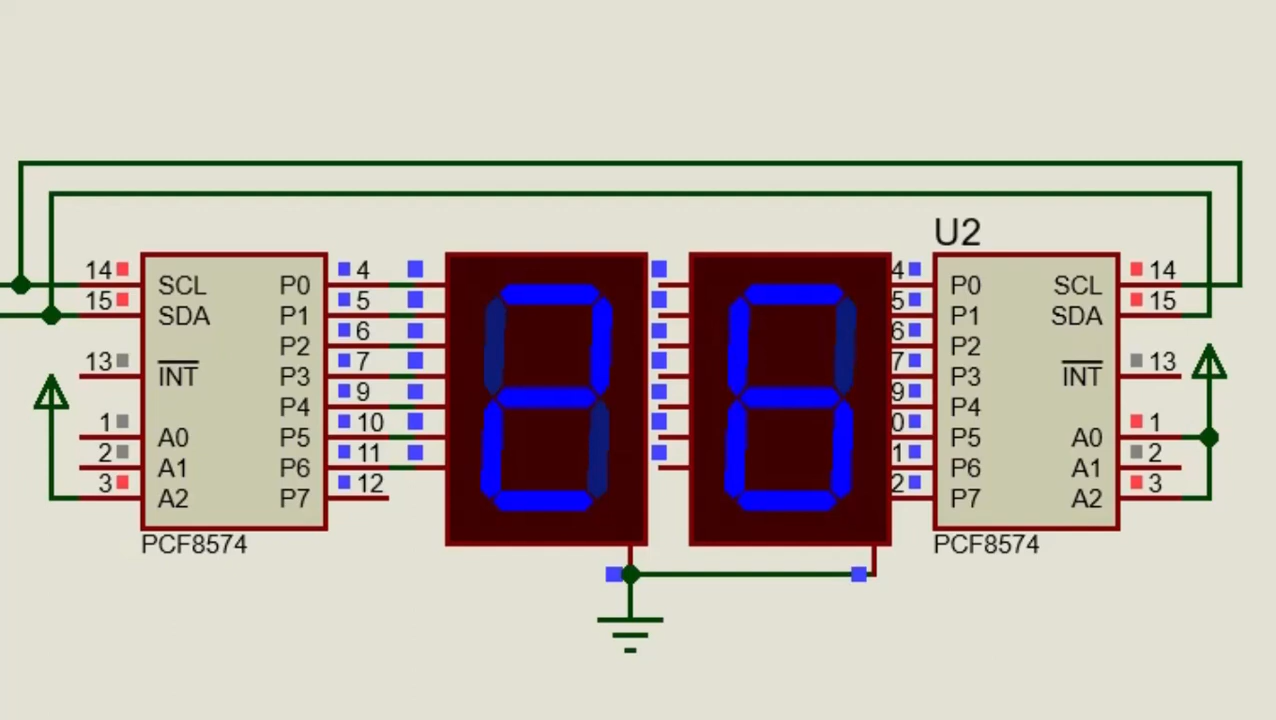 U2
14 SCL P0 4
15 SDA P1 5
P2 6
13 INT P3 7
P4 9
1 A0 P5 10
2 A1 P6 11
3 A2 P7 12
PCF8574
26
4 P0 SCL 14
5 P1 SDA 15
6 P2
7 P3 INT 13
9 P4
0 P5 A0 1
1 P6 A1 2
2 P7 A2 3
PCF8574